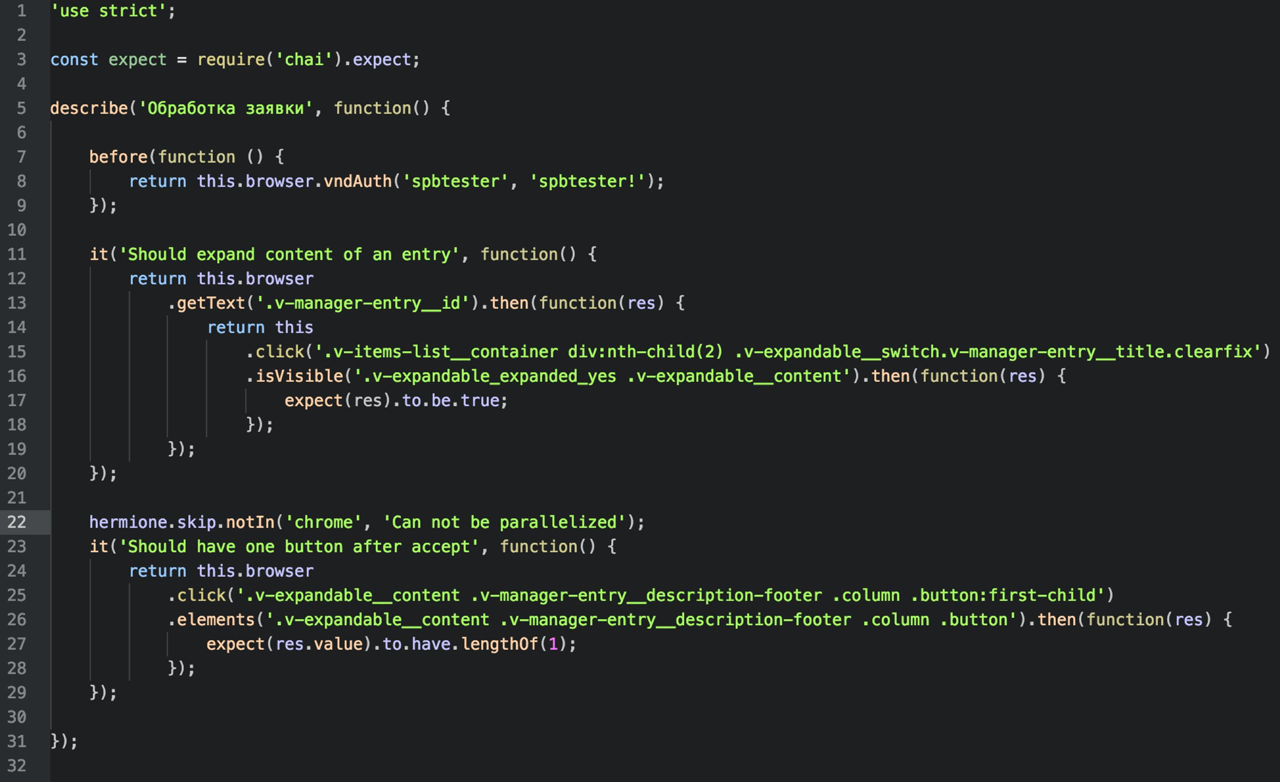 1 'use strict';
2
3 const expect = require('chai').expect;
4
5 describe('Обработка заявки', function() {
6
7     before(function () {
8         return this.browser.vndAuth('spbtester', 'spbtester!');
9     });
10
11     it('Should expand content of an entry', function() {
12         return this.browser
13             .getText('.v-manager-entry__id').then(function(res) {
14                 return this
15                     .click('.v-items-list__container div:nth-child(2) .v-expandable__switch.v-manager-entry__title.clearfix')
16                     .isVisible('.v-expandable_expanded_yes .v-expandable__content').then(function(res) {
17                         expect(res).to.be.true;
18                     });
19             });
20     });
21
22     hermione.skip.notIn('chrome', 'Can not be parallelized');
23     it('Should have one button after accept', function() {
24         return this.browser
25             .click('.v-expandable__content .v-manager-entry__description-footer .column .button:first-child')
26             .elements('.v-expandable__content .v-manager-entry__description-footer .column .button').then(function(res) {
27                 expect(res.value).to.have.lengthOf(1);
28             });
29     });
30
31 });
32